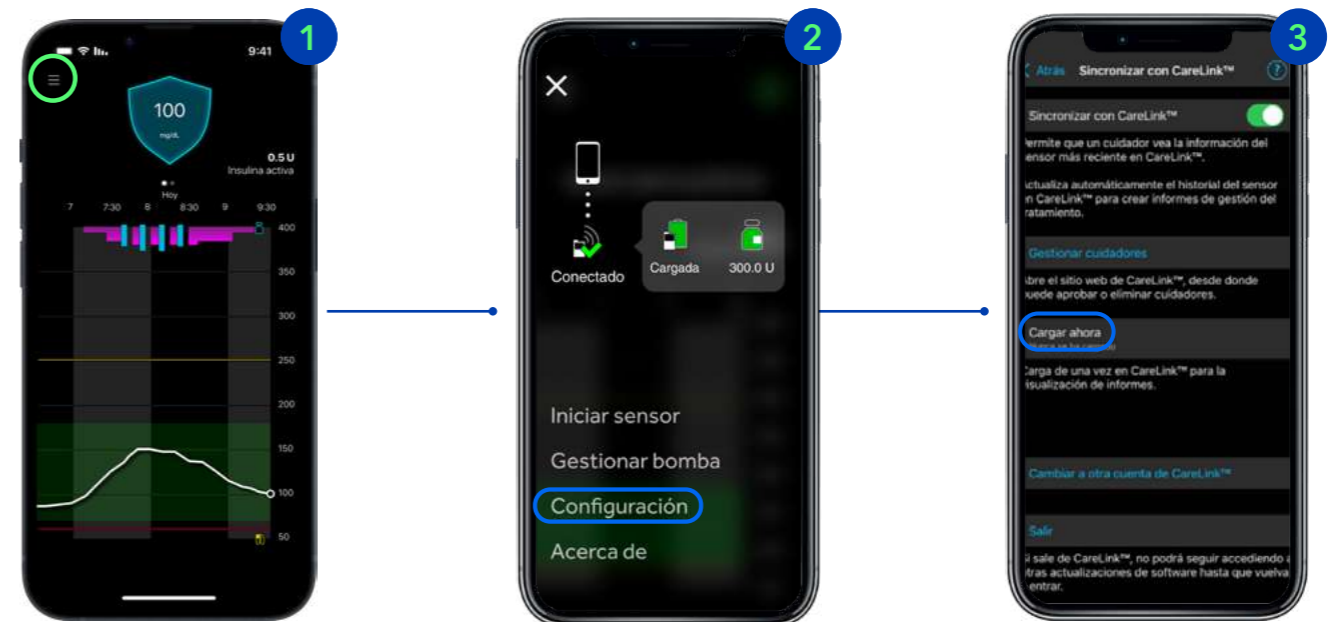 1
9:41
100
mg/dL
0.5 U
Insulina activa
Hoy
7 7:30 8 8:30 9 9:30
400
350
300
250
200
150
100
50
2
Conectado
Cargada
300.0 U
Iniciar sensor
Gestionar bomba
Configuración
Acerca de
3
Atrás Sincronizar con CareLink™ ?
Sincronizar con CareLink™
ermite que un cuidador vea la información del
ensor más reciente en CareLink™.
ctualiza automáticamente el historial del sensor
n CareLink™ para crear informes de gestión del
ratamiento.
Gestionar cuidadores
bre el sitio web de CareLink™, desde donde
uede aprobar o eliminar cuidadores.
Cargar ahora
arga de una vez en CareLink™ para la
isualización de informes.
Cambiar a otra cuenta de CareLink™
Salir
i sale de CareLink™, no podrá seguir accediendo a
tras actualizaciones de software hasta que vuelva
entrar.